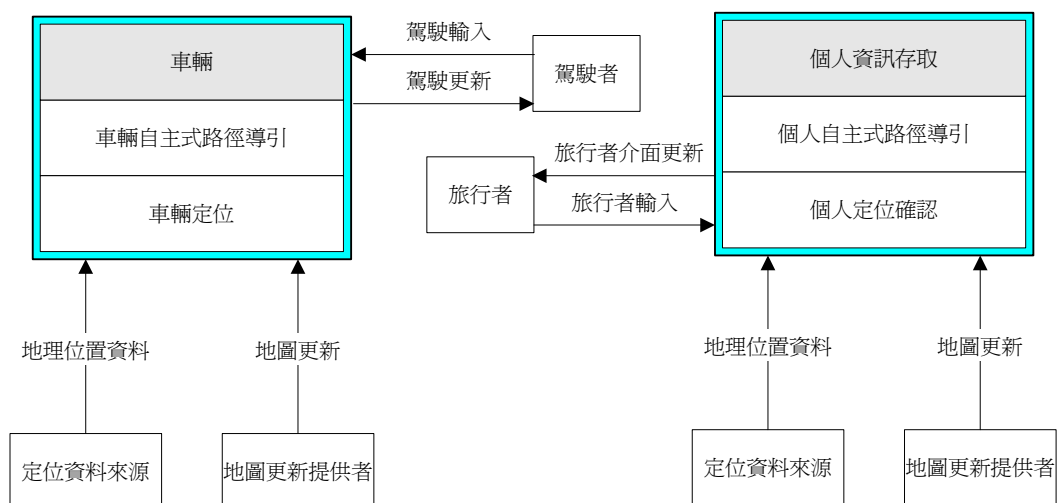 車輛
車輛自主式路徑導引
車輛定位
駕駛輸入
駕駛更新
駕駛者
旅行者
旅行者介面更新
旅行者輸入
個人資訊存取
個人自主式路徑導引
個人定位確認
地理位置資料
地圖更新
地理位置資料
地圖更新
定位資料來源
地圖更新提供者
定位資料來源
地圖更新提供者